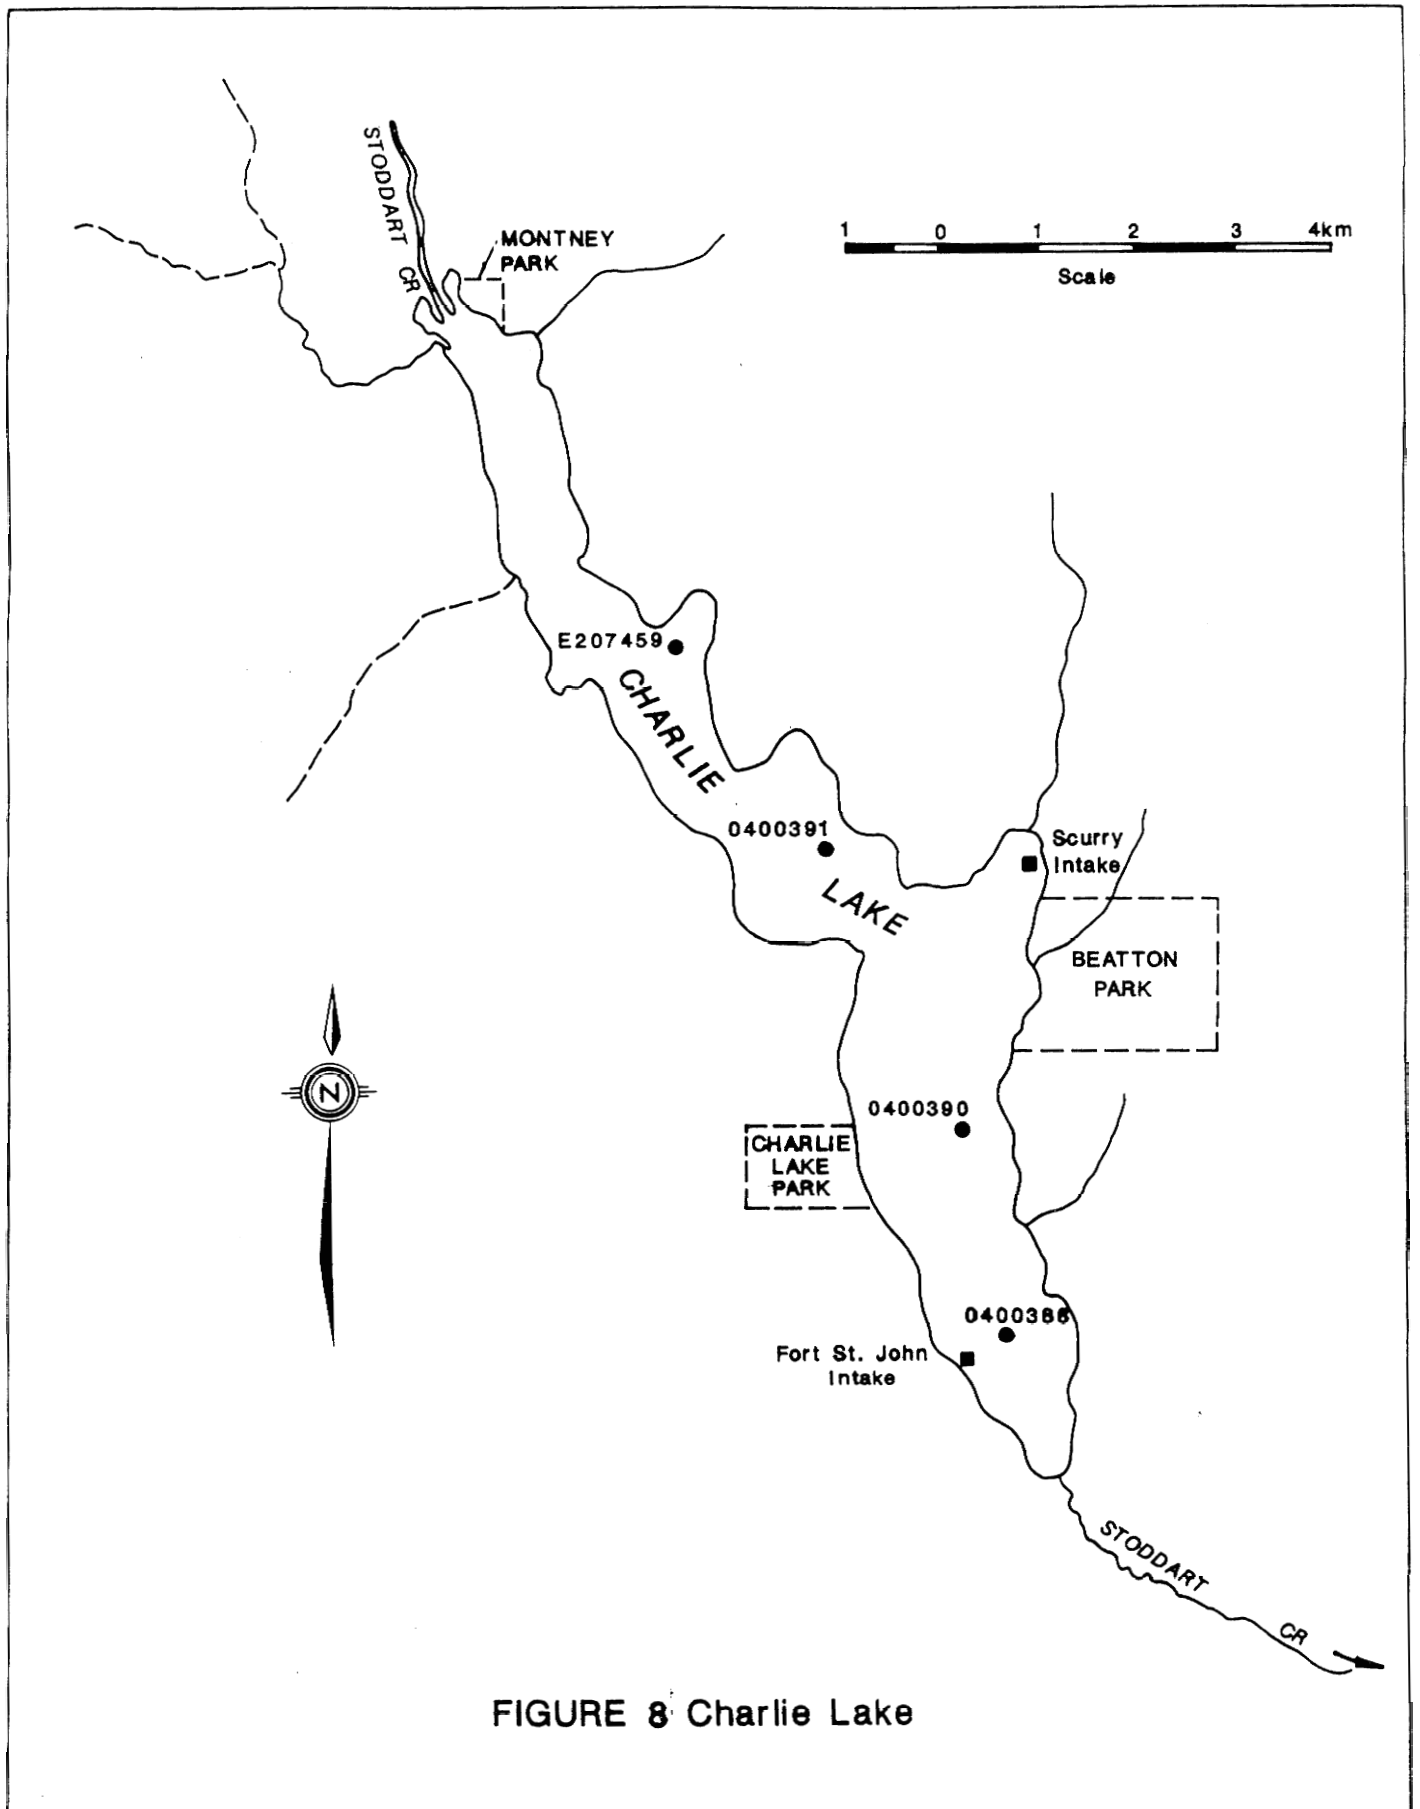 STODDART CR
MONTNEY
PARK
1 0 1 2 3 4km
Scale
E207459
CHARLIE
0400391
LAKE
Scurry
Intake
BEATTON
PARK
N
0400390
CHARLIE
LAKE
PARK
Fort St. John
Intake
STODDART CR
FIGURE 8 Charlie Lake